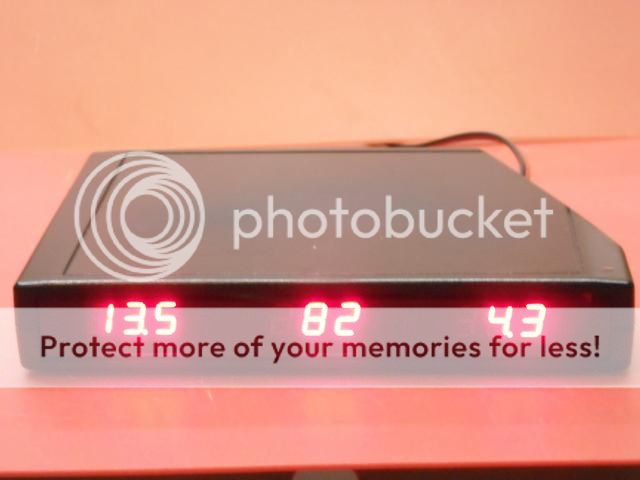 photobucket
13.5 82 4.3
Protect more of your memories for less!